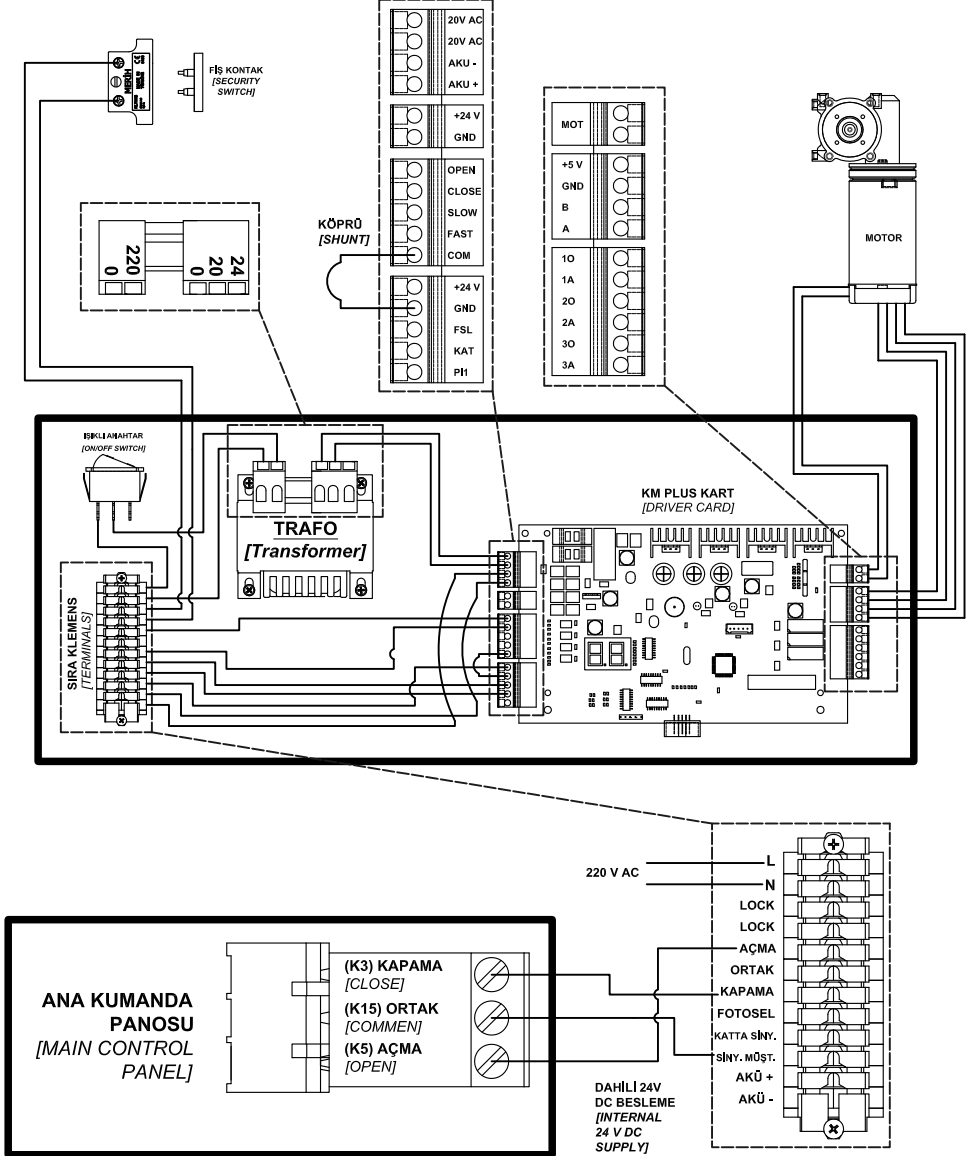 20V AC
20V AC
AKU -
AKU +
+24 V
GND
OPEN
CLOSE
SLOW
FAST
COM
+24 V
GND
FSL
KAT
PI1
MERİH
CE
FİŞ KONTAK
[SECURITY
SWITCH]
0
220
0
20
24
KÖPRÜ
[SHUNT]
MOT
+5 V
GND
B
A
1O
1A
2O
2A
3O
3A
MOTOR
IŞIKLI ANAHTAR
[ON/OFF SWITCH]
TRAFO
[Transformer]
KM PLUS KART
[DRIVER CARD]
SIRA KLEMENS
[TERMINALS]
220 V AC
L
N
LOCK
LOCK
AÇMA
ORTAK
KAPAMA
FOTOSEL
KATTA SİNY.
SİNY. MÜŞT.
AKÜ +
AKÜ -
ANA KUMANDA
PANOSU
[MAIN CONTROL
PANEL]
(K3) KAPAMA
[CLOSE]
(K15) ORTAK
[COMMEN]
(K5) AÇMA
[OPEN]
DAHİLİ 24V
DC BESLEME
[INTERNAL
24 V DC
SUPPLY]